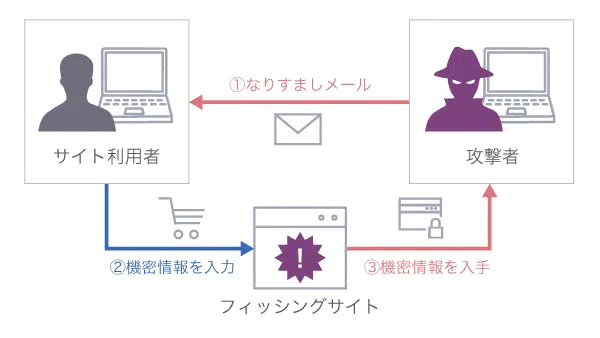 ①なりすましメール
サイト利用者
攻撃者
②機密情報を入力
!
③機密情報を入手
フィッシングサイト